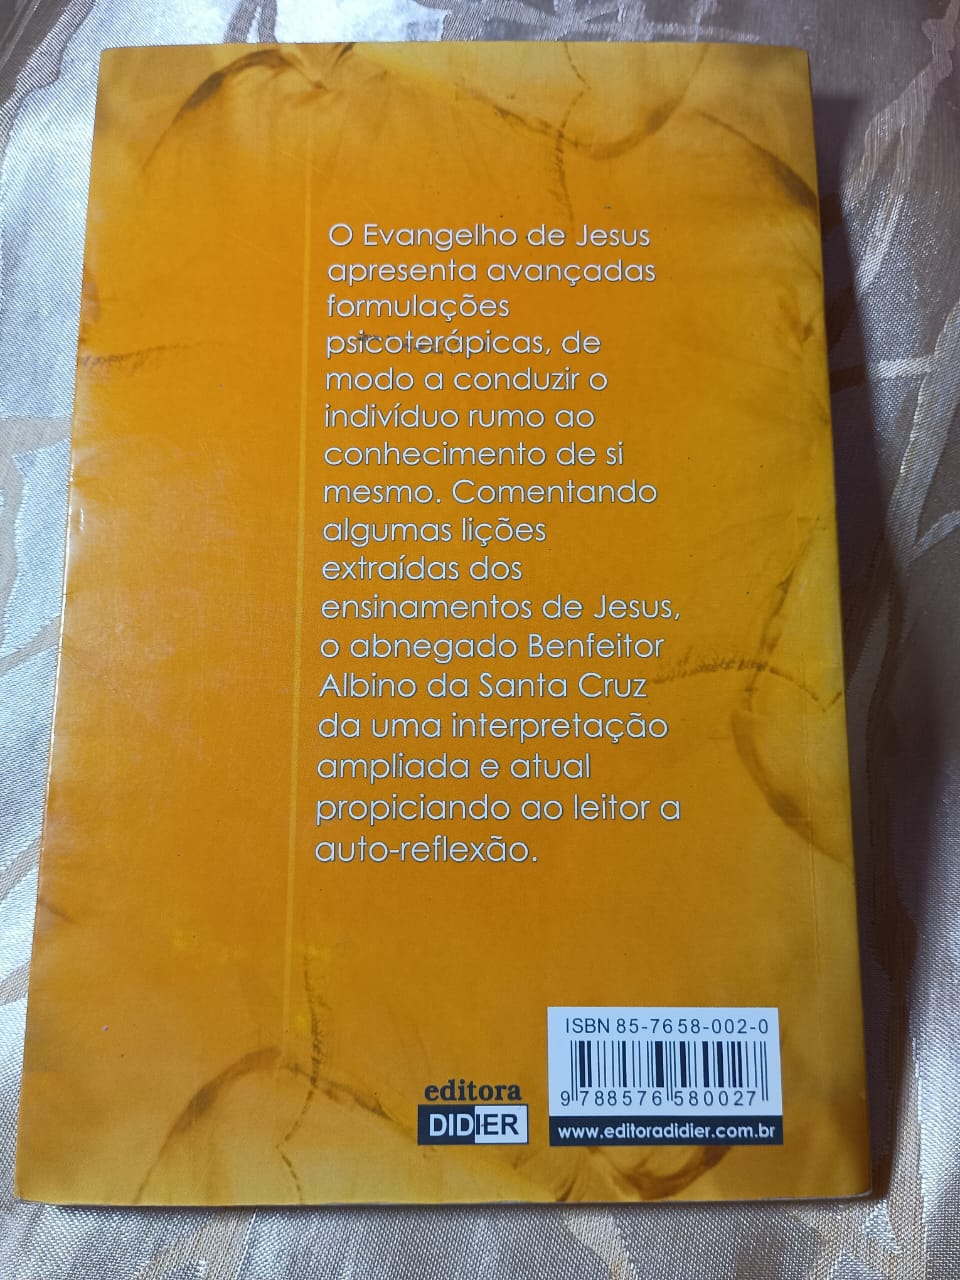 O Evangelho de Jesus
apresenta avançadas
formulações
psicoterápicas, de
modo a conduzir o
indivíduo rumo ao
conhecimento de si
mesmo. Comentando
algumas lições
extraídas dos
ensinamentos de Jesus,
o abnegado Benfeitor
Albino da Santa Cruz
da uma interpretação
ampliada e atual
propiciando ao leitor a
auto-reflexão.
ISBN 85-7658-002-0
9 788576 580027
editora
DIDIER
www.editoradidier.com.br